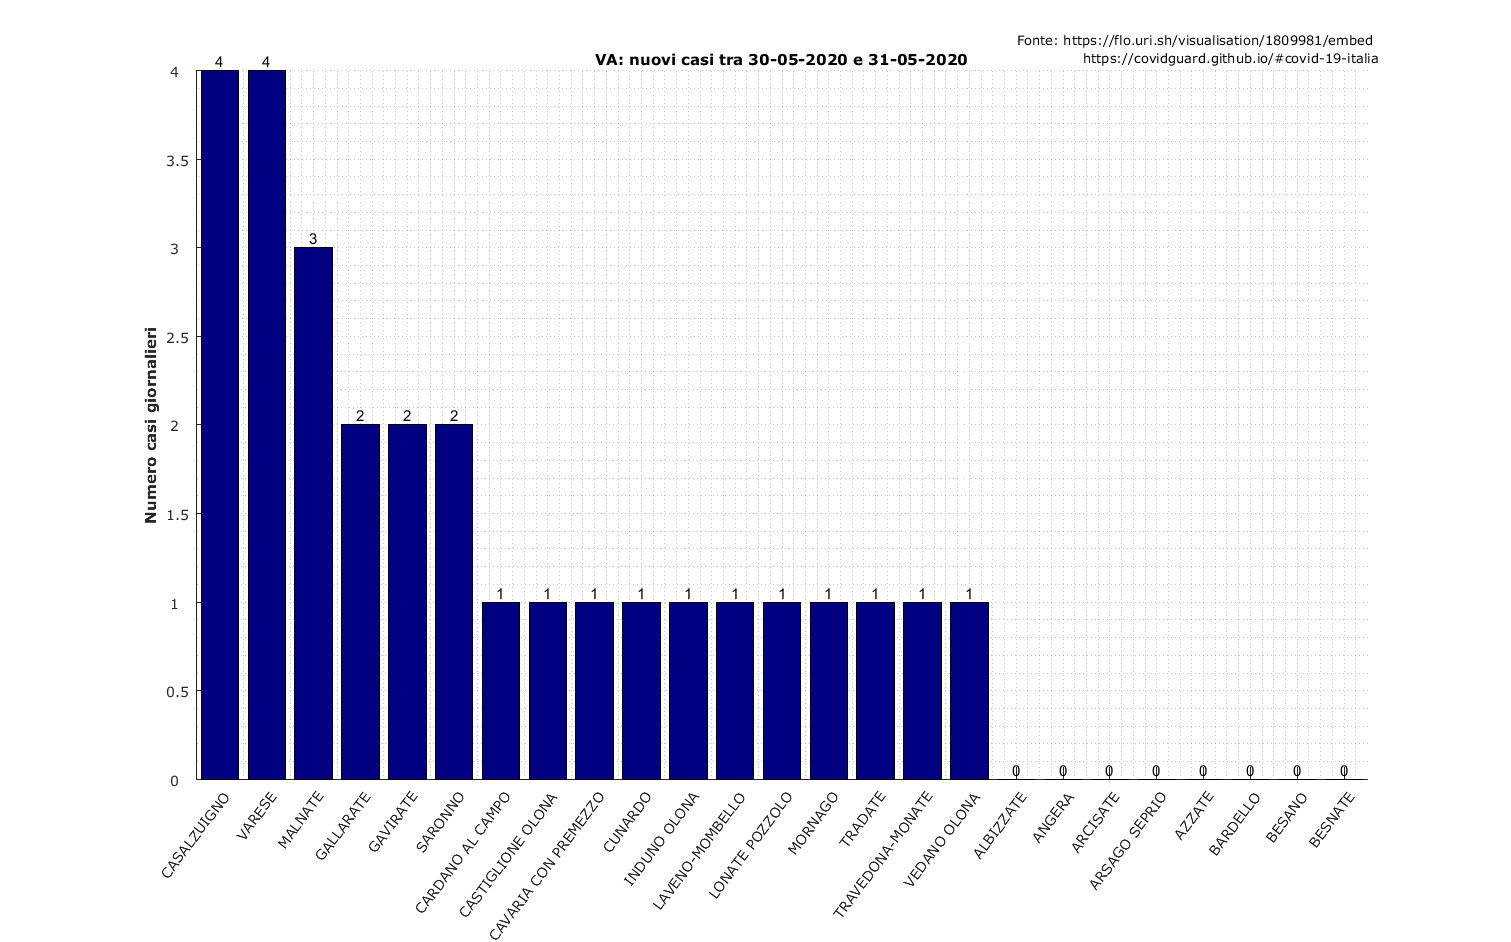 Fonte: https://flo.uri.sh/visualisation/1809981/embed
https://covidguard.github.io/#covid-19-italia
VA: nuovi casi tra 30-05-2020 e 31-05-2020
Numero casi giornalieri
4
3.5
3
2.5
2
1.5
1
0.5
0
4
4
3
2
2
2
1
1
1
1
1
1
1
1
1
1
1
0
0
0
0
0
0
0
0
CASALZUIGNO
VARESE
MALNATE
GALLARATE
GAVIRATE
SARONNO
CARDANO AL CAMPO
CASTIGLIONE OLONA
CAVARIA CON PREMEZZO
CUNARDO
INDUNO OLONA
LAVENO-MOMBELLO
LONATE POZZOLO
MORNAGO
TRADATE
TRAVEDONA-MONATE
VEDANO OLONA
ALBIZZATE
ANGERA
ARCISATE
ARSAGO SEPRIO
AZZATE
BARDELLO
BESANO
BESNATE